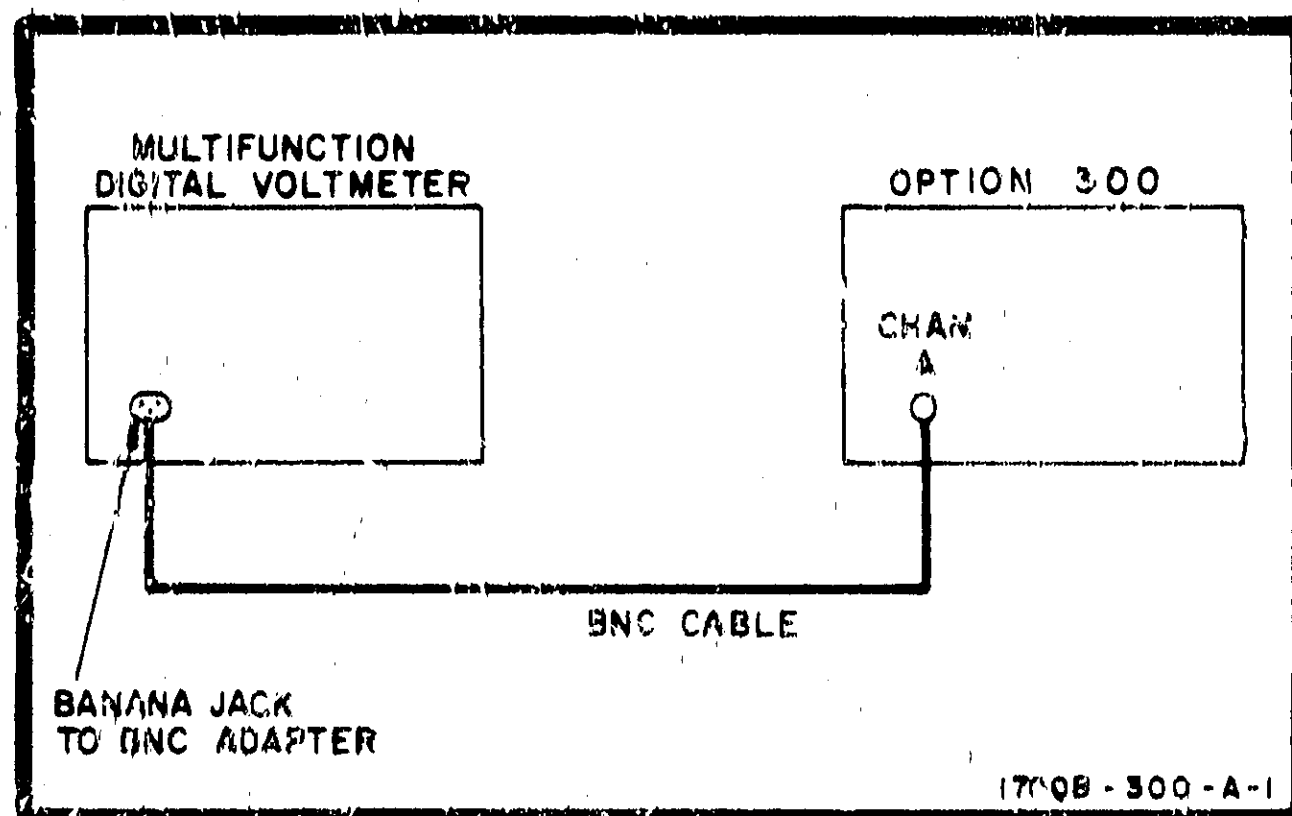 MULTIFUNCTION
DIGITAL VOLTMETER
OPTION 300
CHAN
A
BNC CABLE
BANANA JACK
TO BNC ADAPTER